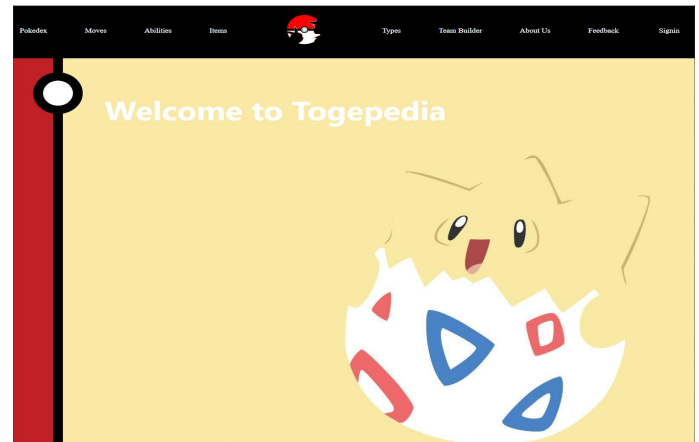 Pokedex Moves Abilities Items Types Team Builder About Us Feedback Signin
Welcome to Togepedia